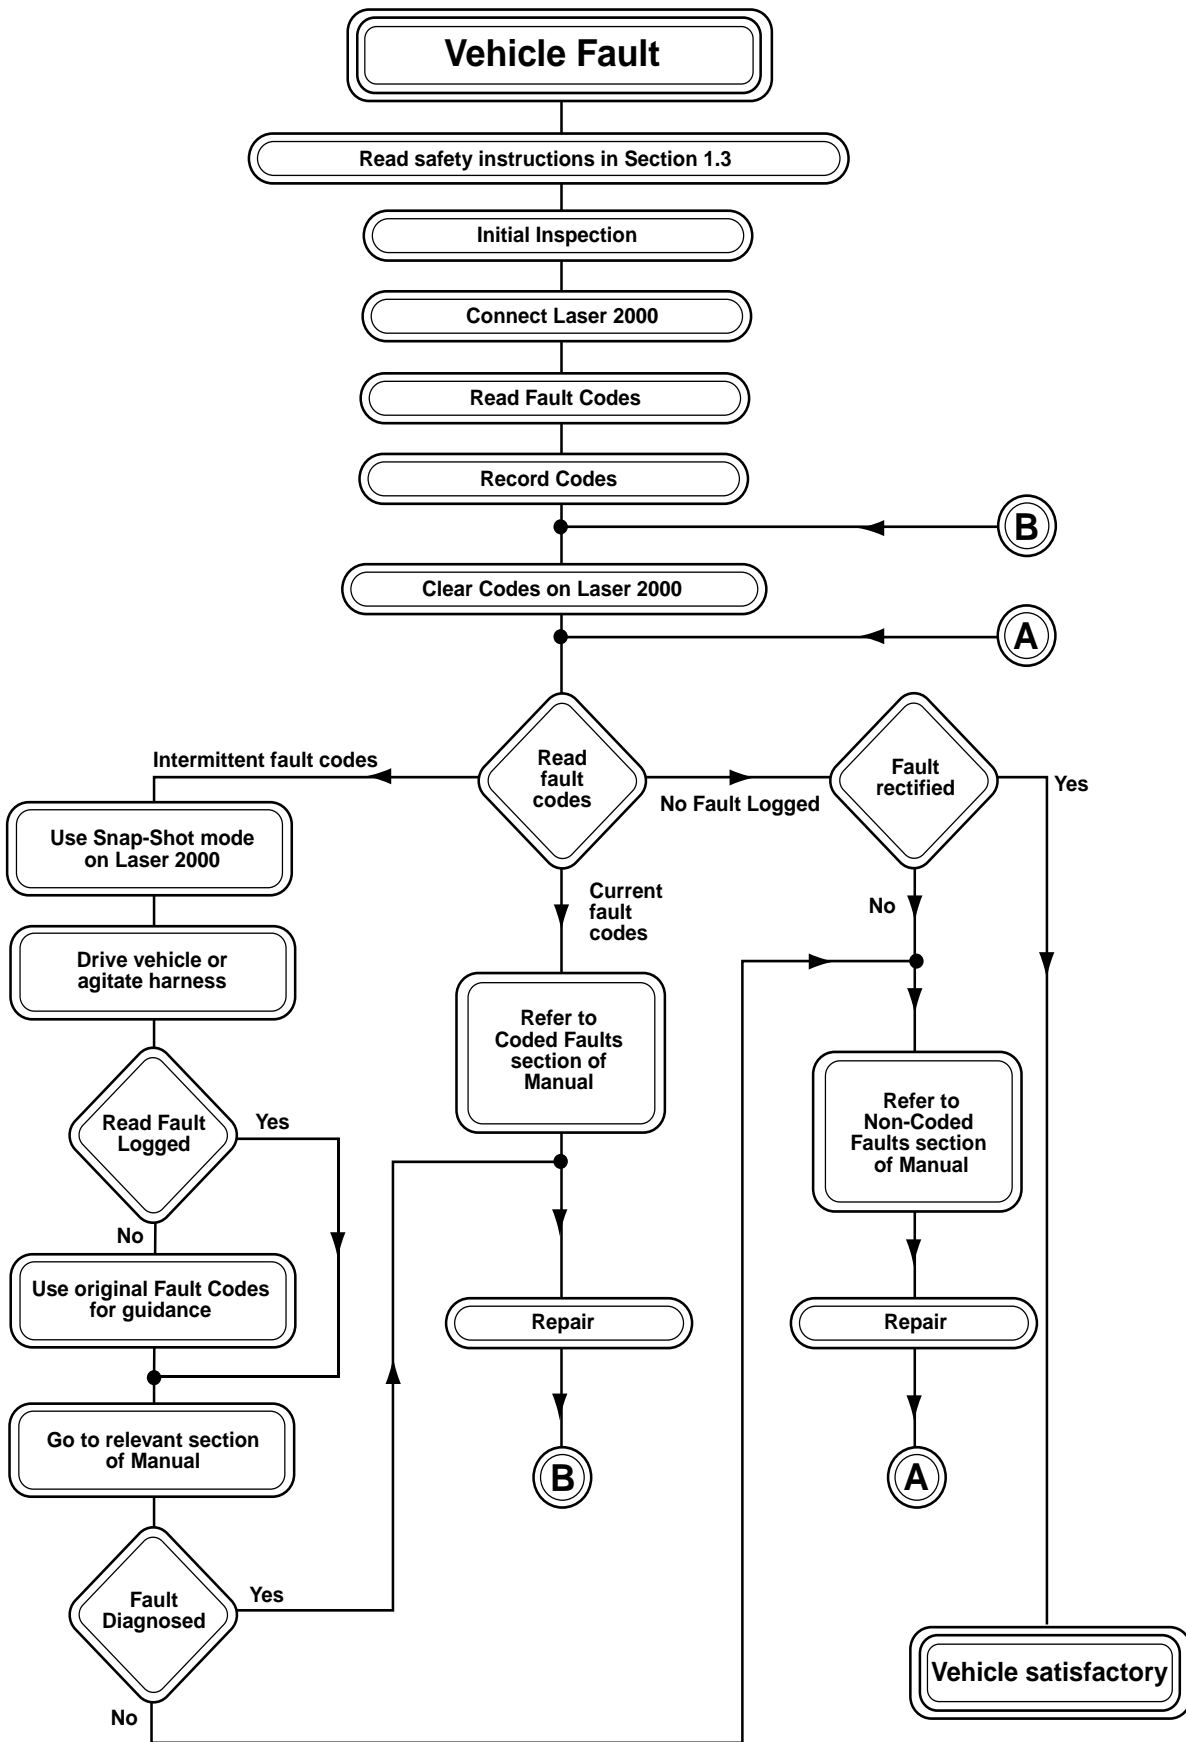 Vehicle Fault
Read safety instructions in Section 1.3
Initial Inspection
Connect Laser 2000
Read Fault Codes
Record Codes
B
Clear Codes on Laser 2000
A
Intermittent fault codes
Read
fault
codes
No Fault Logged
Fault
rectified
Yes
Use Snap-Shot mode
on Laser 2000
Current
fault
codes
No
Drive vehicle or
agitate harness
Refer to
Coded Faults
section of
Manual
Read Fault
Logged
Yes
Refer to
Non-Coded
Faults section
of Manual
No
Use original Fault Codes
for guidance
Repair
Repair
Go to relevant section
of Manual
B
A
Fault
Diagnosed
Yes
No
Vehicle satisfactory